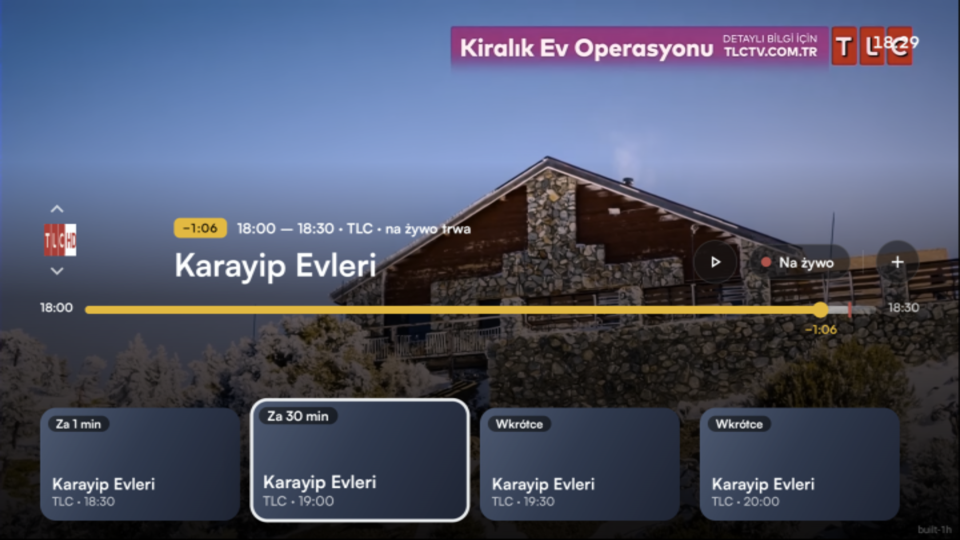 Kiralık Ev Operasyonu
DETAYLI BİLGİ İÇİN
TLCTV.COM.TR
TLC
18:29
TLC HD
−1:06
18:00 — 18:30 · TLC · na żywo trwa
Karayip Evleri
Na żywo
18:00
18:30
−1:06
Za 1 min
Karayip Evleri
TLC · 18:30
Za 30 min
Karayip Evleri
TLC · 19:00
Wkrótce
Karayip Evleri
TLC · 19:30
Wkrótce
Karayip Evleri
TLC · 20:00
built-1h